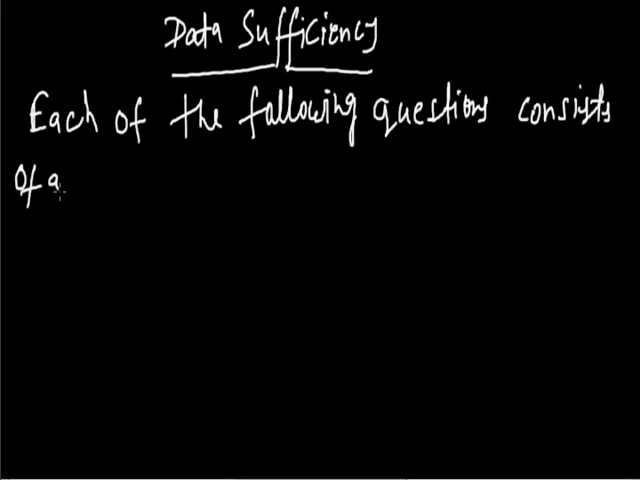 Data Sufficiency
Each of the following questions consists
of a